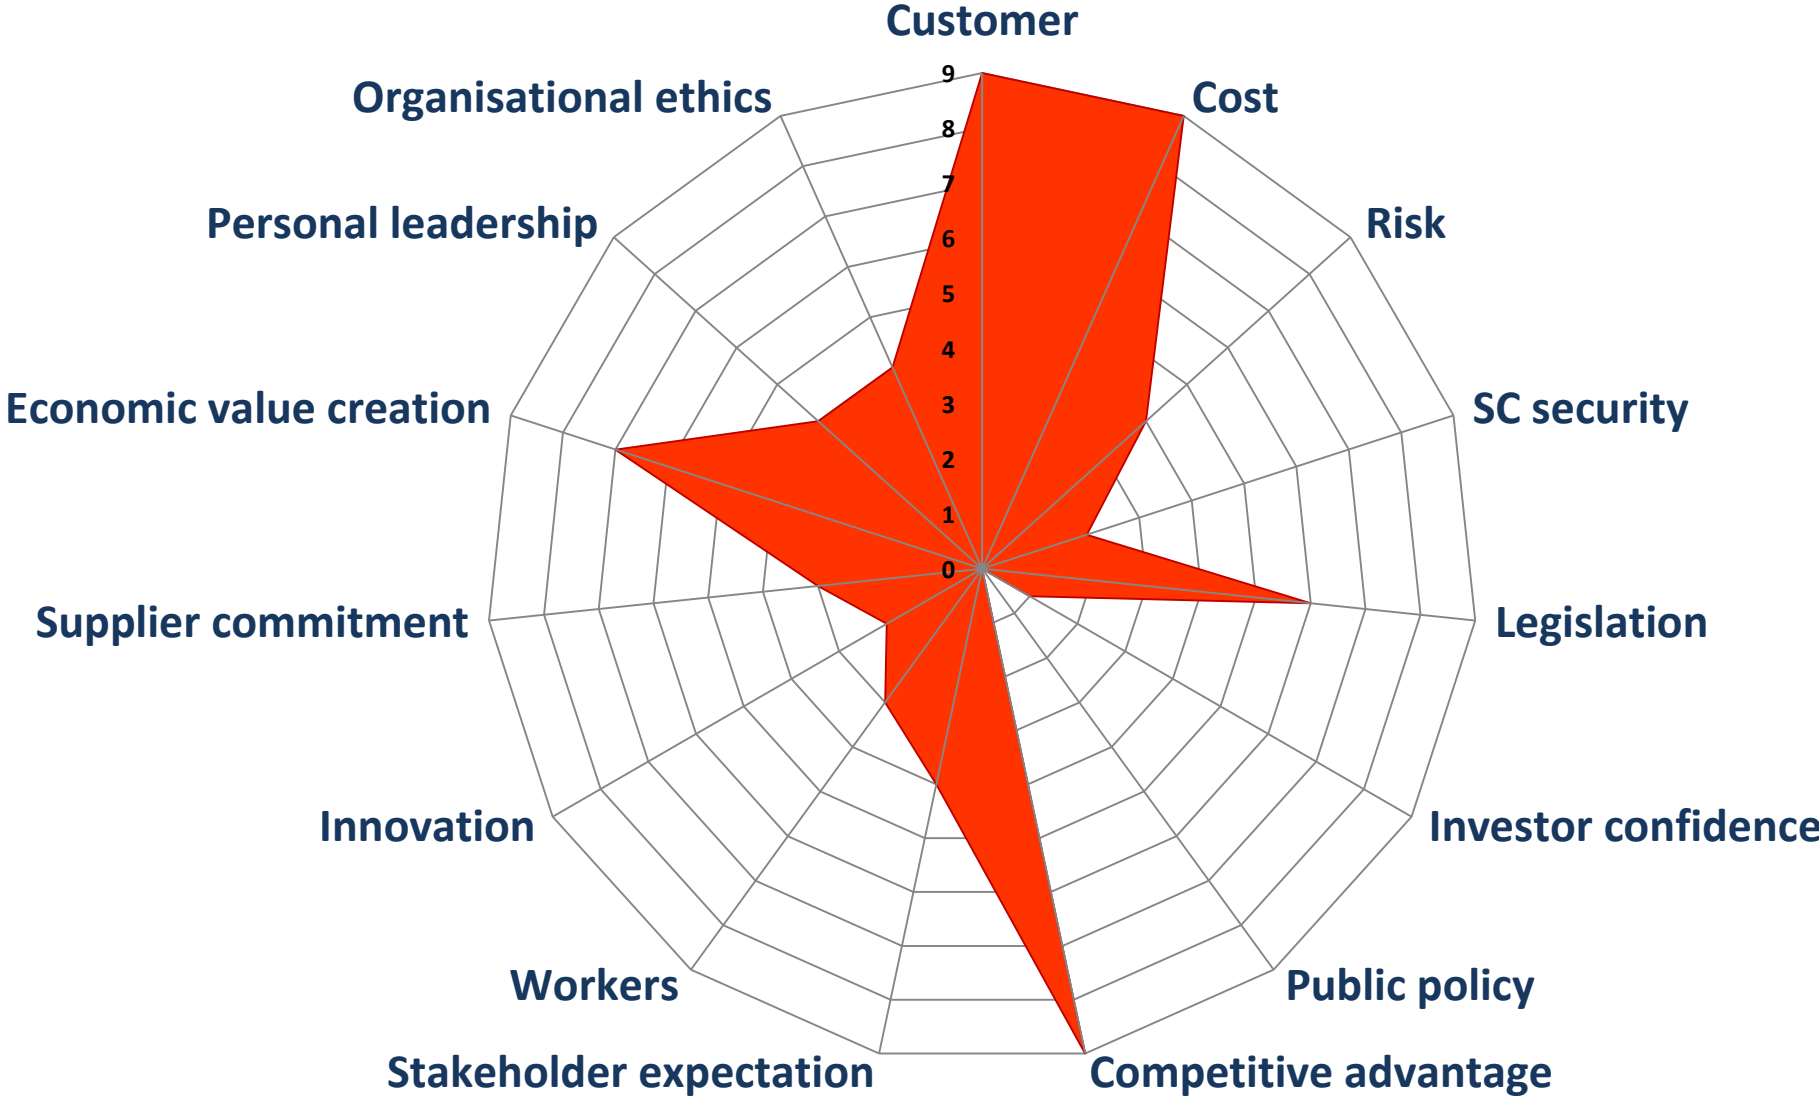 Customer
9
Organisational ethics
Cost
8
7
Personal leadership
Risk
6
5
4
Economic value creation
SC security
3
2
1
0
Supplier commitment
Legislation
Innovation
Investor confidence
Workers
Public policy
Stakeholder expectation
Competitive advantage